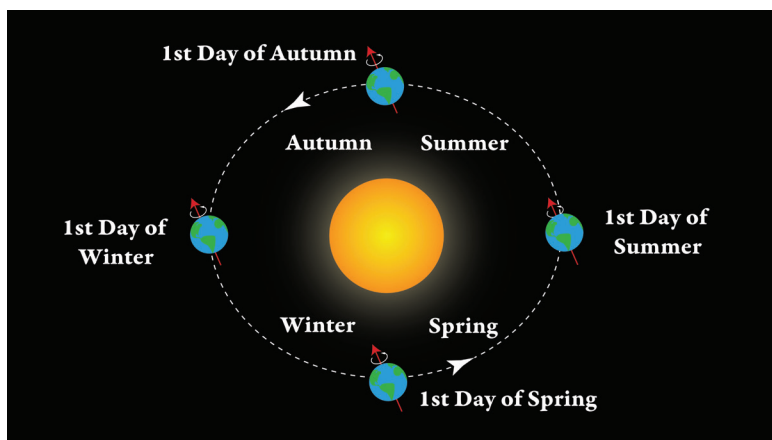 1st Day of Autumn
Autumn
Summer
1st Day of
Winter
1st Day of
Summer
Winter
Spring
1st Day of Spring